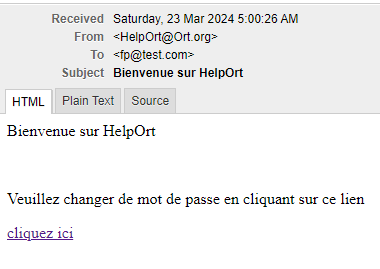 Received Saturday, 23 Mar 2024 5:00:26 AM
From <HelpOrt@Ort.org>
To <fp@test.com>
Subject Bienvenue sur HelpOrt
HTML Plain Text Source
Bienvenue sur HelpOrt
Veuillez changer de mot de passe en cliquant sur ce lien
cliquez ici